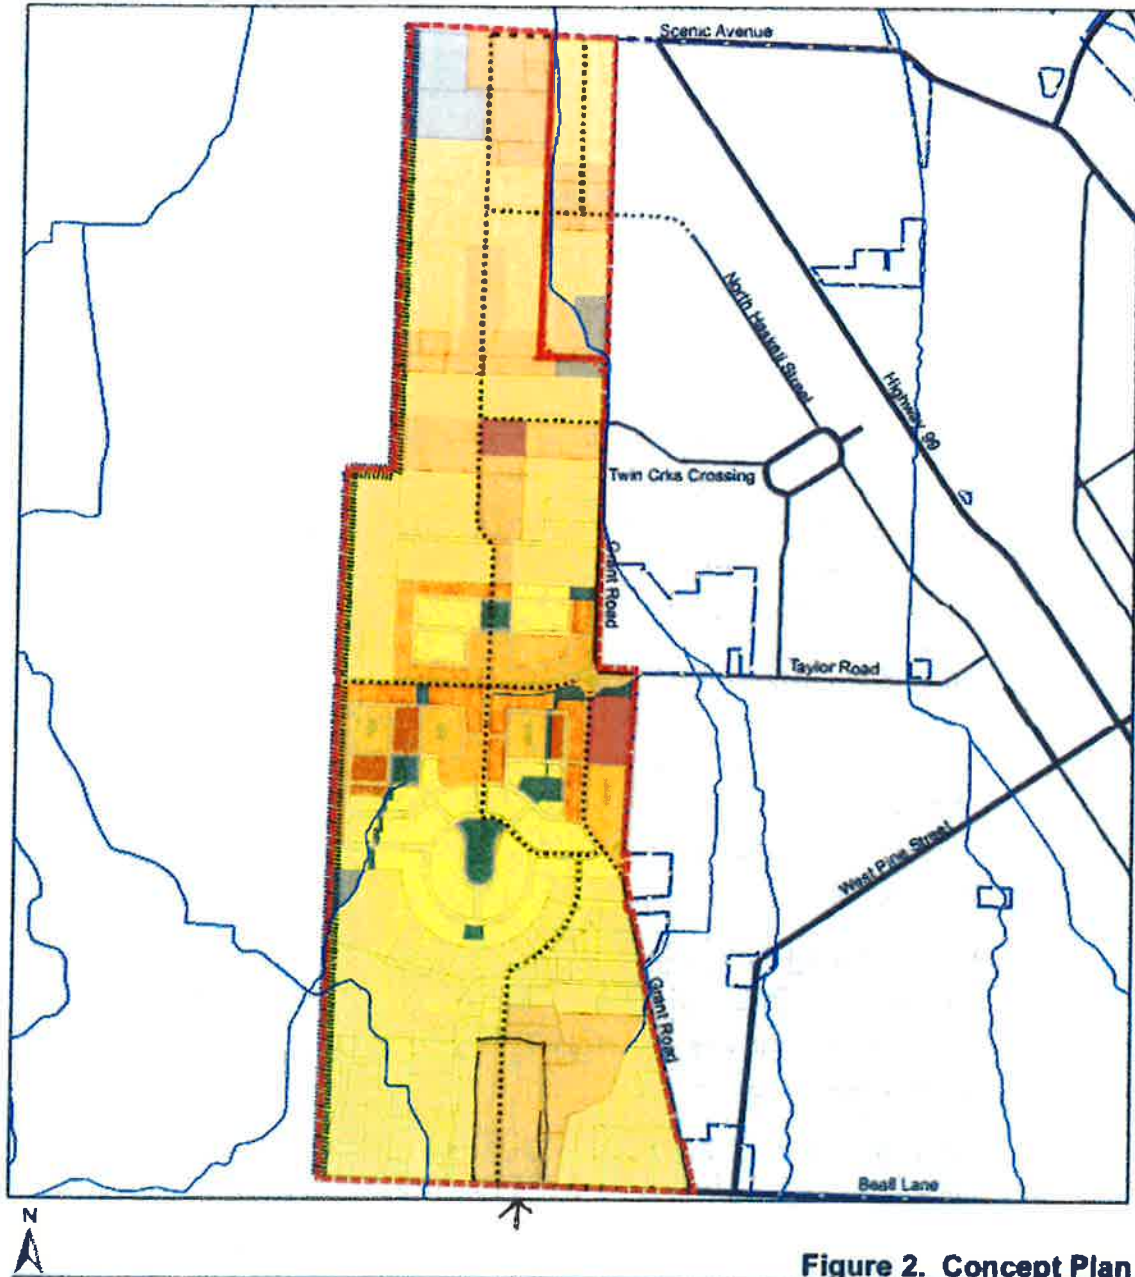 Scenic Avenue
North Haskell Street
Highway 99
Twin Crks Crossing
Grant Road
Taylor Road
West Pine Street
Grant Road
Beall Lane
N
Figure 2. Concept Plan